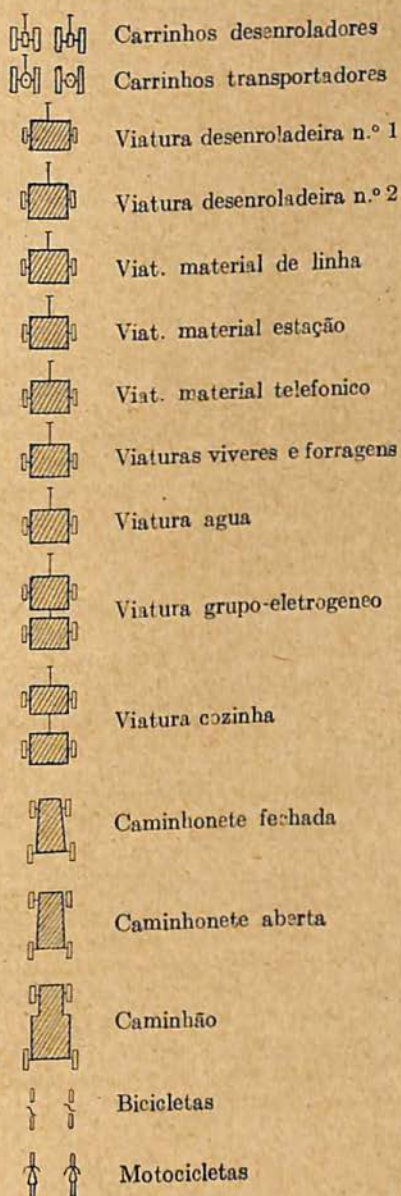 Carrinhos desenroladores
Carrinhos transportadores
Viatura desenroladeira n.º 1
Viatura desenroladeira n.º 2
Viat. material de linha
Viat. material estação
Viat. material telefonico
Viaturas viveres e forragens
Viatura agua
Viatura grupo-eletrogeneo
Viatura cozinha
Caminhonete fechada
Caminhonete aberta
Caminhão
Bicicletas
Motocicletas